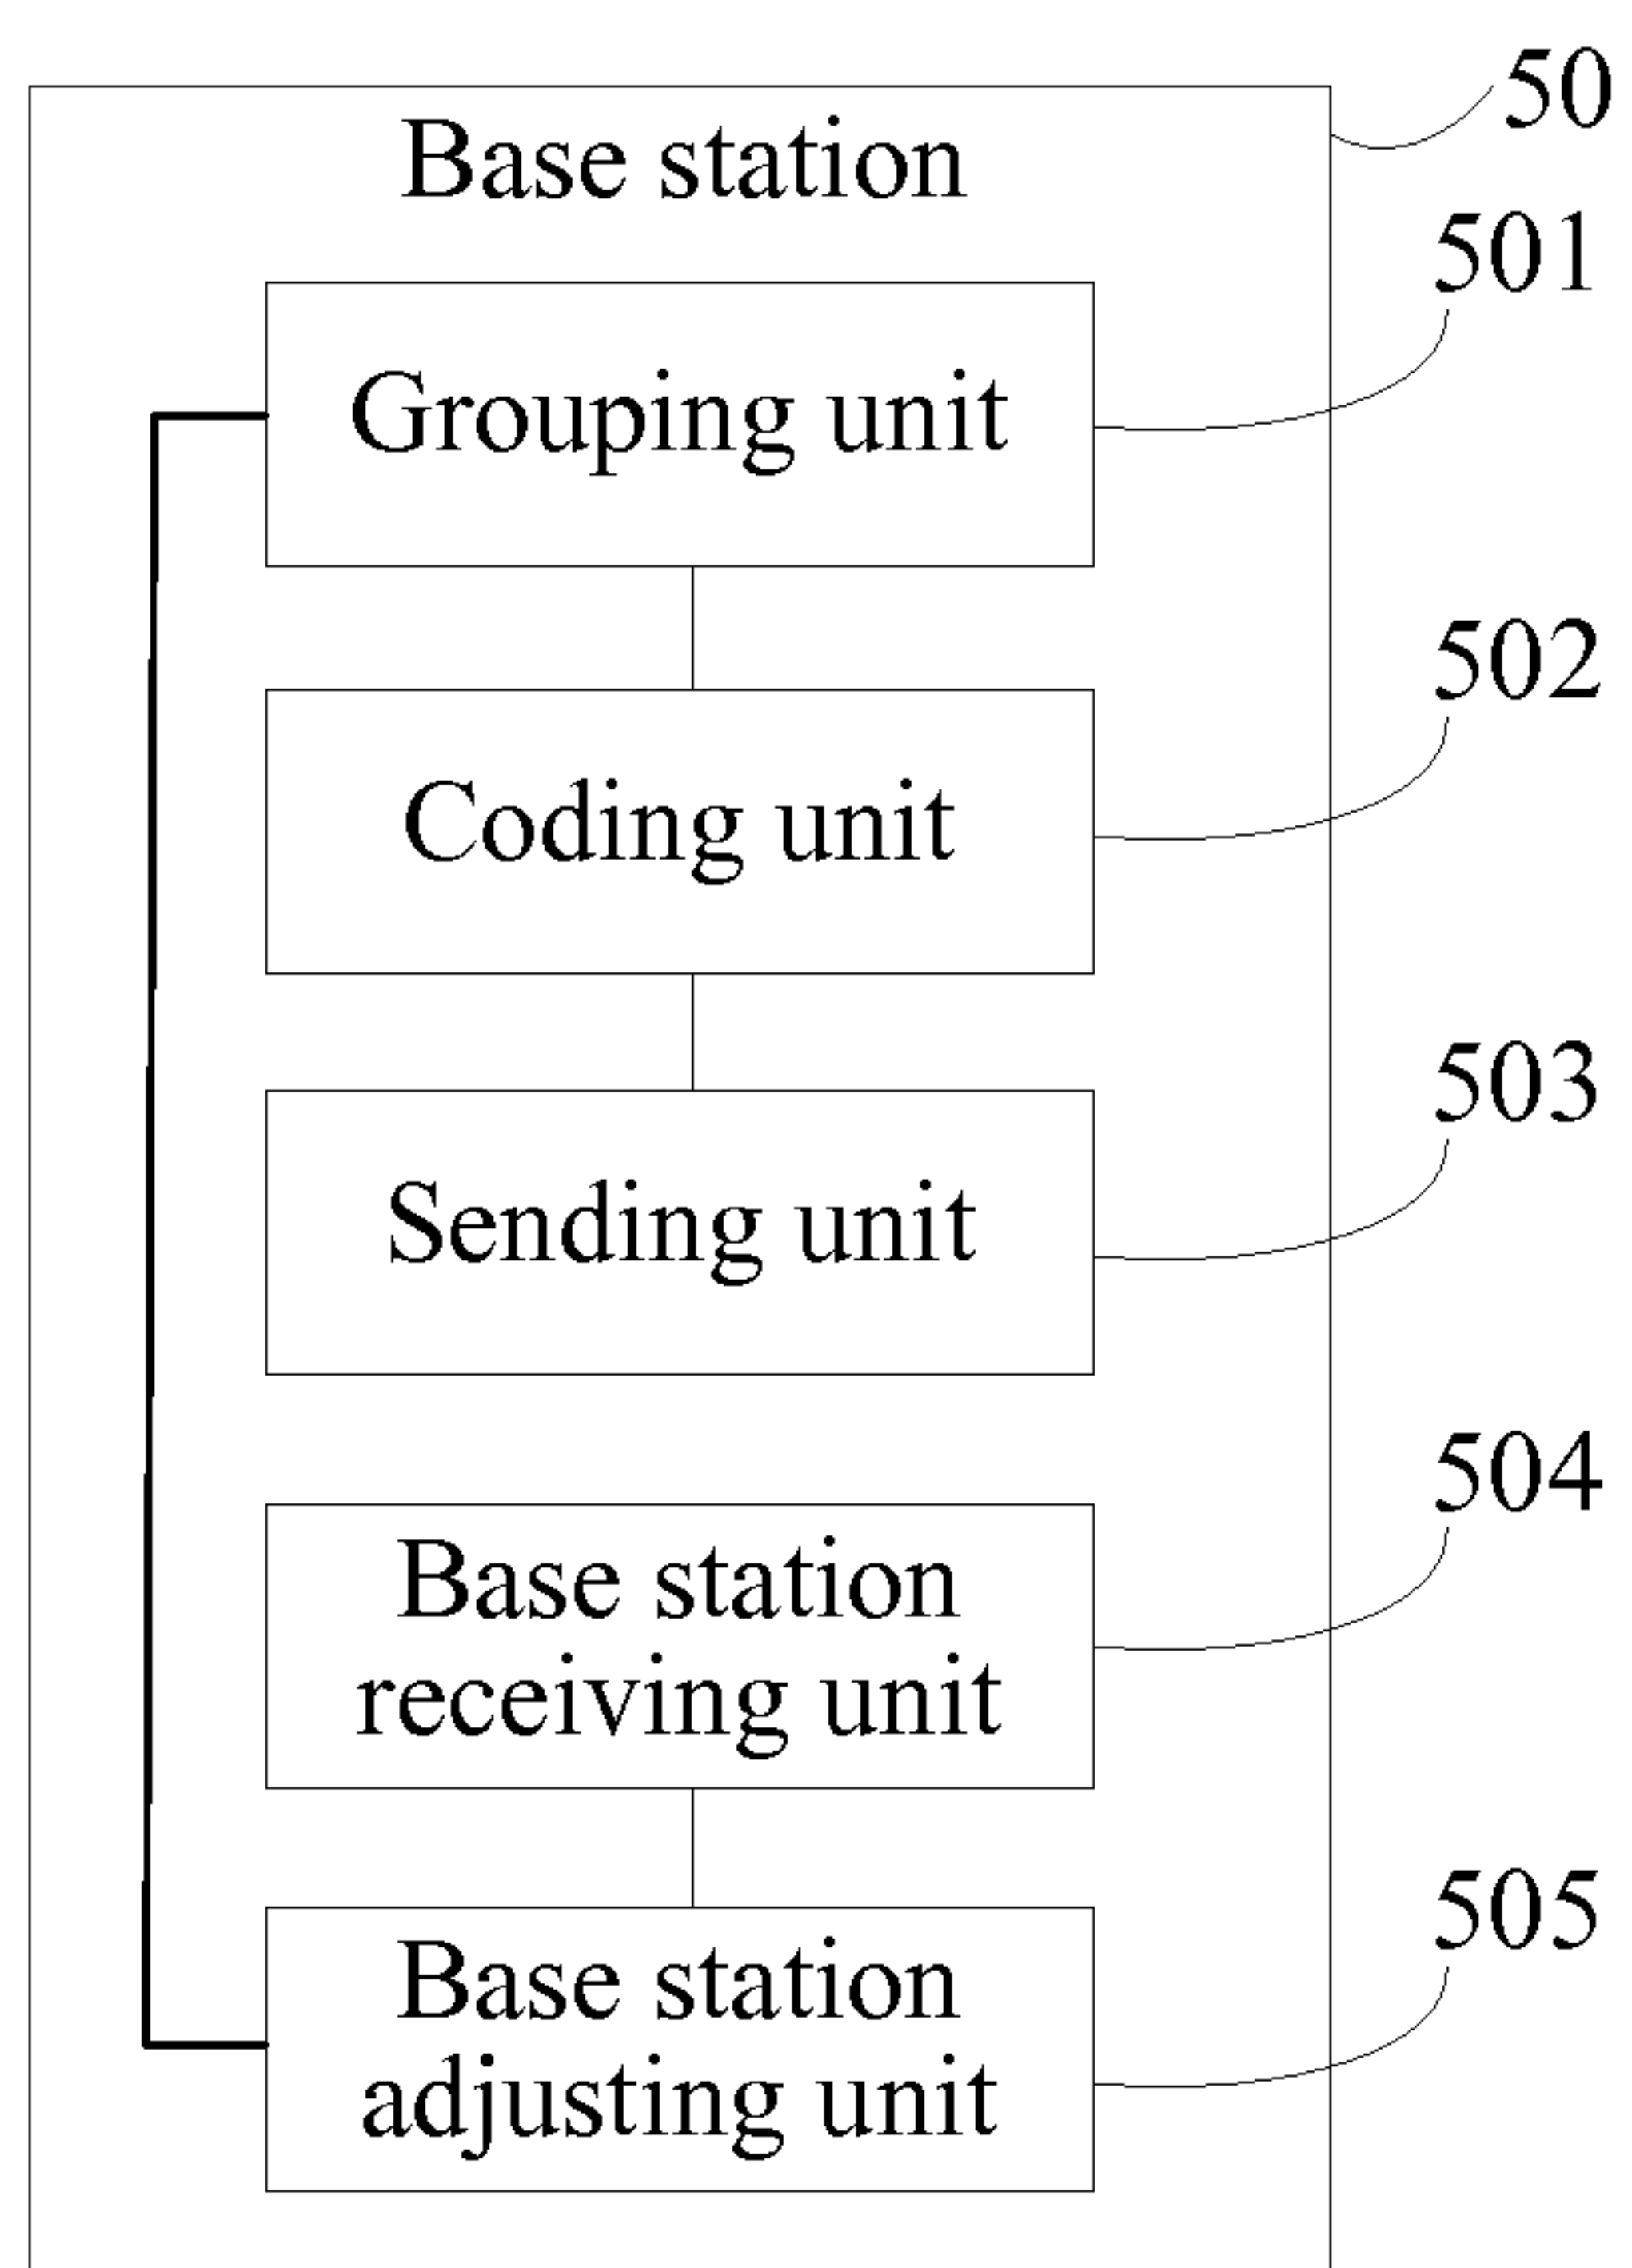 50
Base station
501
Grouping unit
502
Coding unit
503
Sending unit
504
Base station
receiving unit
505
Base station
adjusting unit